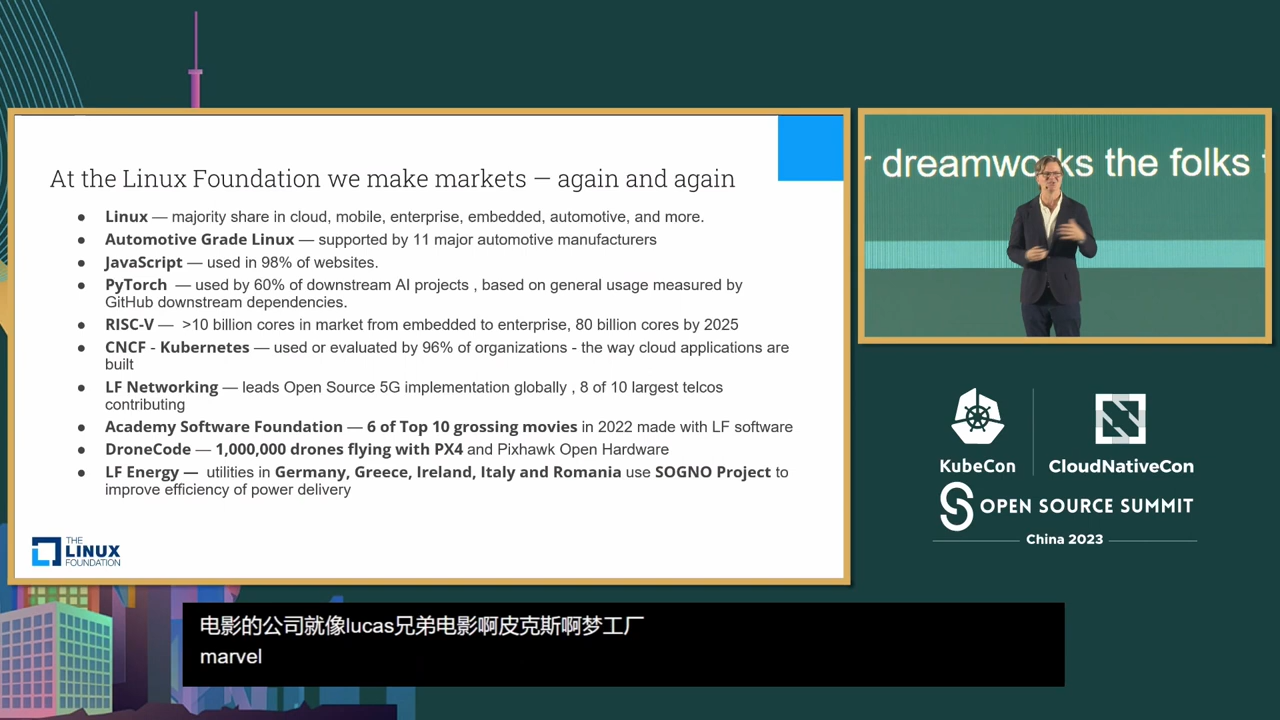 At the Linux Foundation we make markets — again and again
● Linux — majority share in cloud, mobile, enterprise, embedded, automotive, and more.
● Automotive Grade Linux — supported by 11 major automotive manufacturers
● JavaScript — used in 98% of websites.
● PyTorch — used by 60% of downstream AI projects , based on general usage measured by
GitHub downstream dependencies.
● RISC-V — >10 billion cores in market from embedded to enterprise, 80 billion cores by 2025
● CNCF - Kubernetes — used or evaluated by 96% of organizations - the way cloud applications are
built
● LF Networking — leads Open Source 5G implementation globally , 8 of 10 largest telcos
contributing
● Academy Software Foundation — 6 of Top 10 grossing movies in 2022 made with LF software
● DroneCode — 1,000,000 drones flying with PX4 and Pixhawk Open Hardware
● LF Energy — utilities in Germany, Greece, Ireland, Italy and Romania use SOGNO Project to
improve efficiency of power delivery
THE
LINUX
FOUNDATION
r dreamworks the folks
KubeCon
CloudNativeCon
OPEN SOURCE SUMMIT
China 2023
电影的公司就像lucas兄弟电影啊皮克斯啊梦工厂
marvel